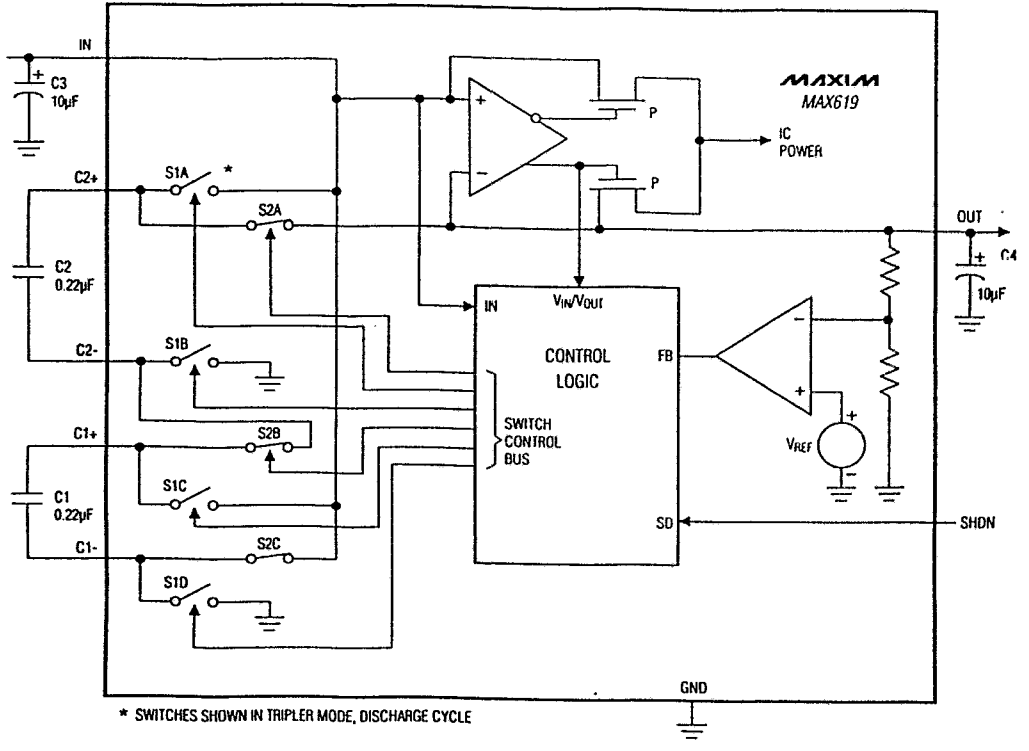 IN
C3
10µF
MAXIM
MAX619
P
IC
POWER
C2+
S1A
*
P
S2A
OUT
C4
10µF
C2
0.22µF
IN
VIN/VOUT
C2-
S1B
CONTROL
LOGIC
FB
SWITCH
CONTROL
BUS
VREF
C1+
S2B
C1
0.22µF
S1C
SD
SHDN
C1-
S2C
S1D
GND
* SWITCHES SHOWN IN TRIPLER MODE, DISCHARGE CYCLE